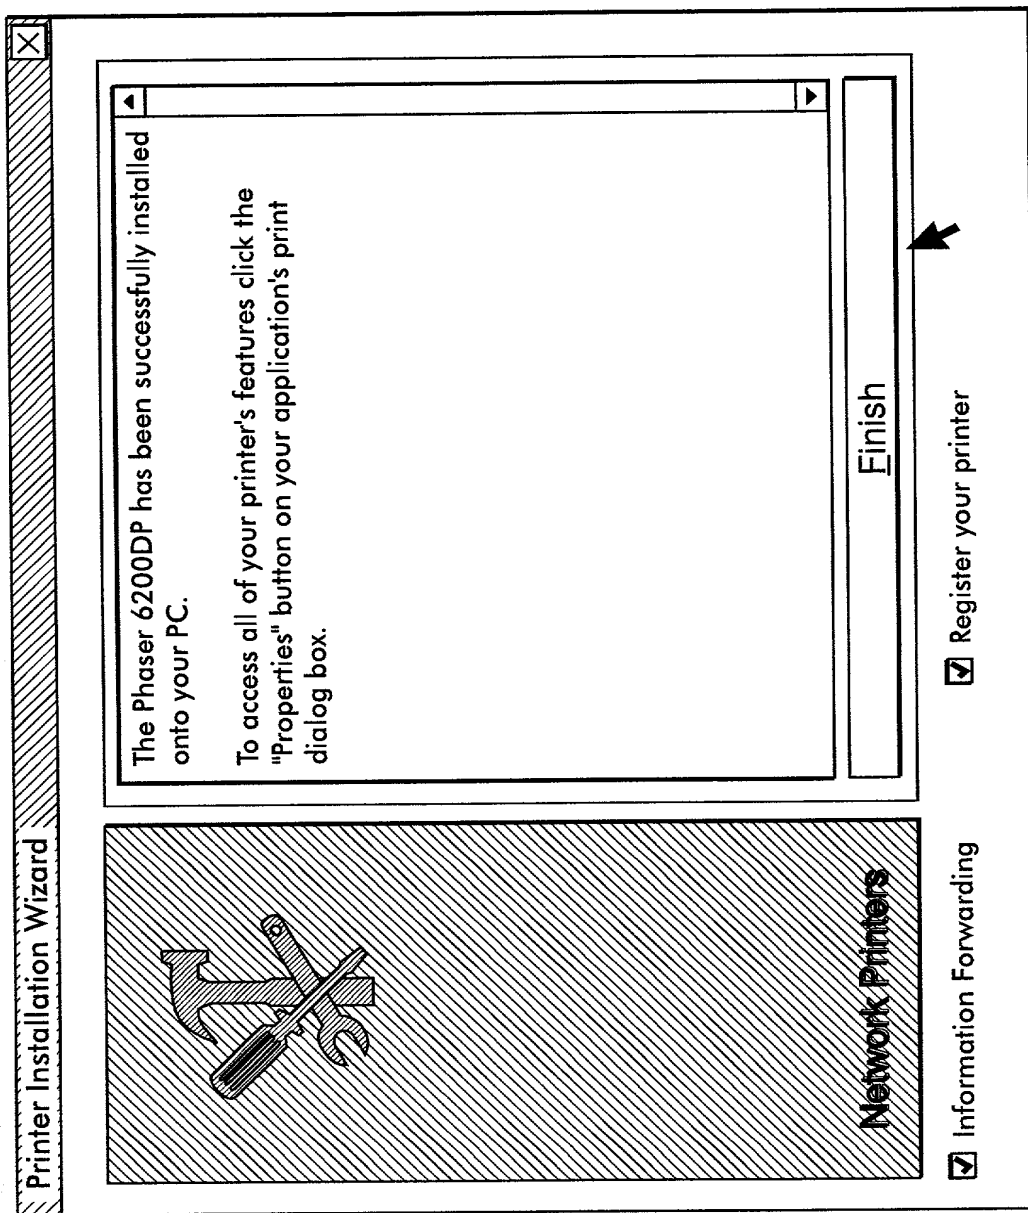 Printer Installation Wizard
The Phaser 6200DP has been successfully installed
onto your PC.
To access all of your printer's features click the
"Properties" button on your application's print
dialog box.
Network Printers
Finish
Information Forwarding
Register your printer